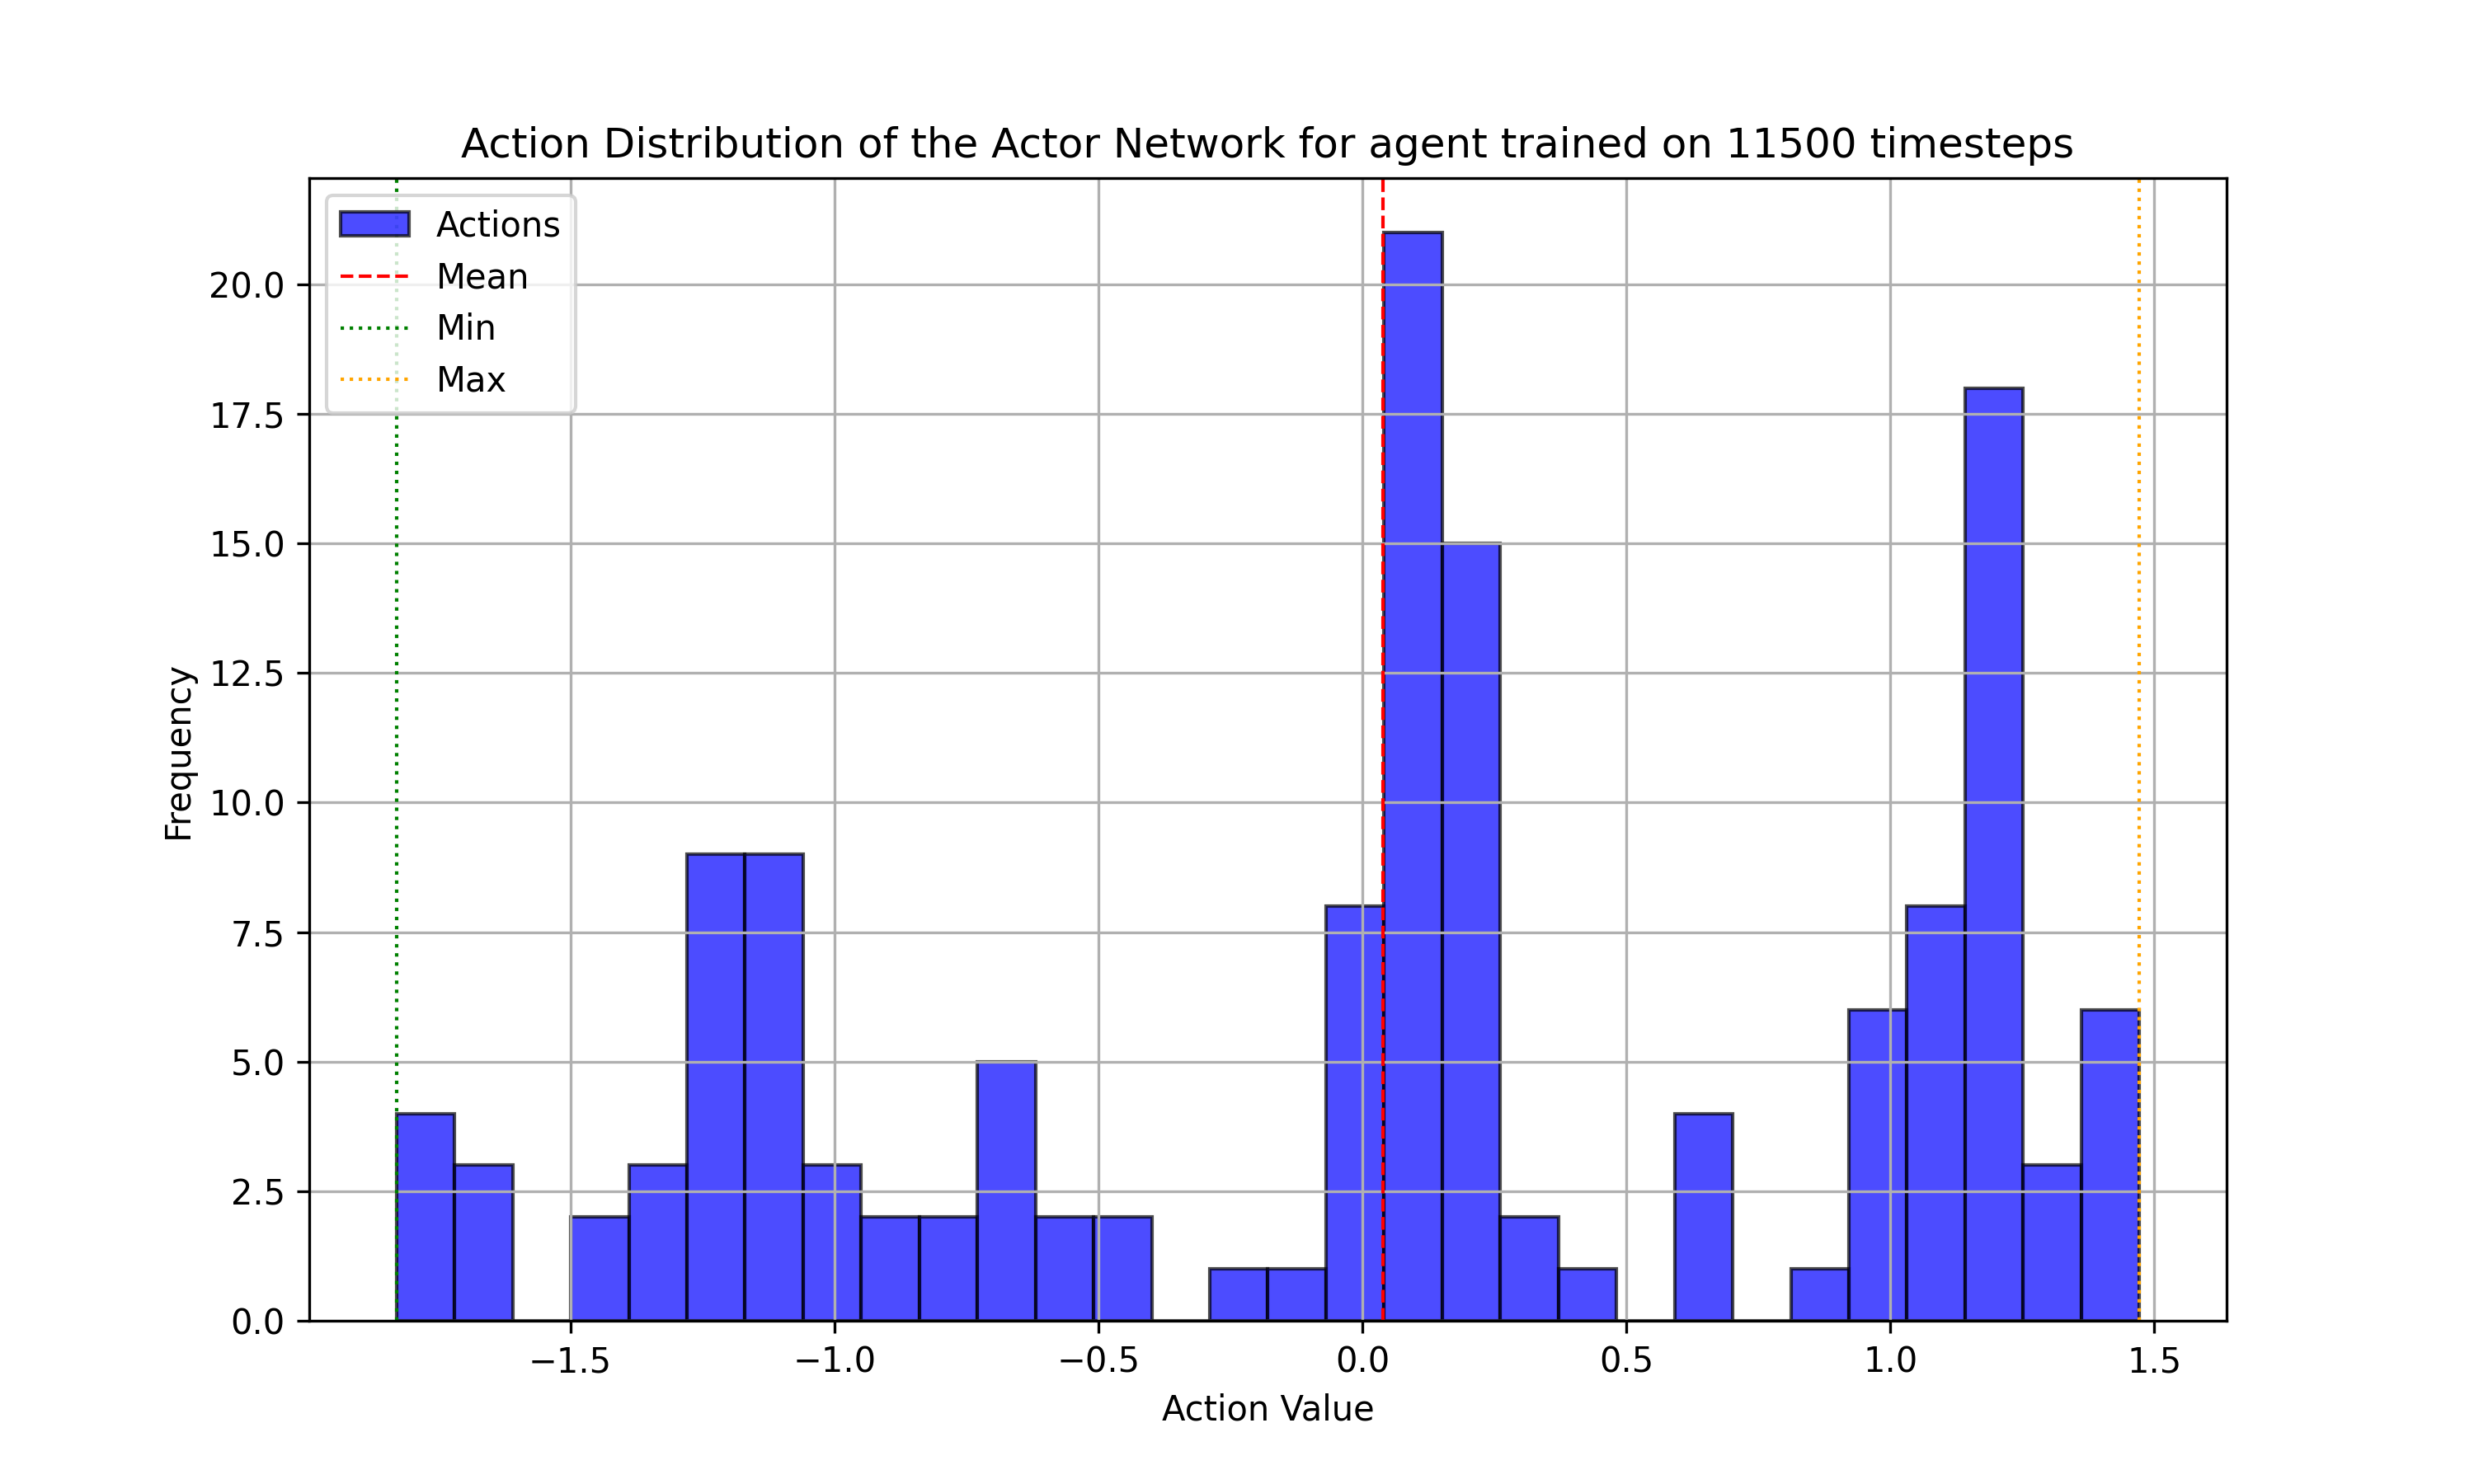 Action Distribution of the Actor Network for agent trained on 11500 timesteps
Actions
Mean
Min
Max
20.0
17.5
15.0
12.5
10.0
7.5
5.0
2.5
0.0
Frequency
−1.5 −1.0 −0.5 0.0 0.5 1.0 1.5
Action Value